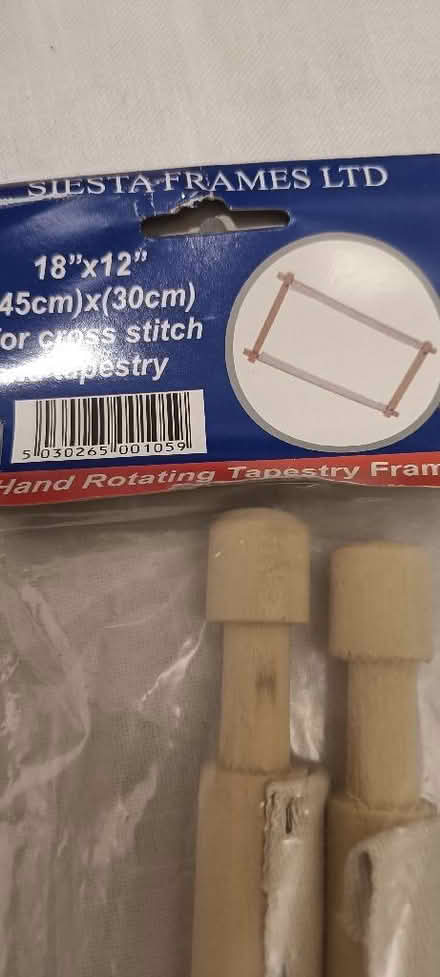 SIESTA FRAMES LTD
18”x12”
45cm)x(30cm)
or cross stitch
tapestry
5 030265 001059
Hand Rotating Tapestry Fram